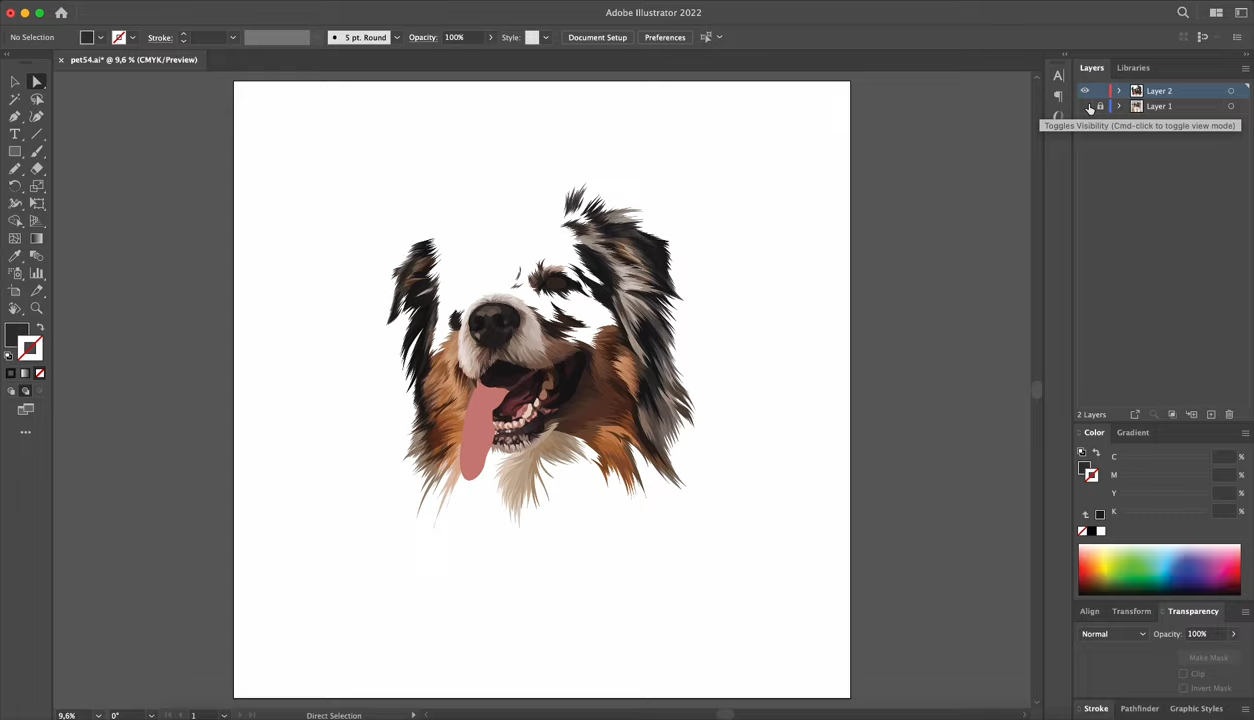 Adobe Illustrator 2022
No Selection
Stroke:
5 pt. Round
Opacity: 100%
Style:
Document Setup
Preferences
× pet54.ai* @ 9,6 % (CMYK/Preview)
Layers
Libraries
Layer 2
Layer 1
Toggles Visibility (Cmd-click to toggle view mode)
2 Layers
Color
Gradient
C %
M %
Y %
K %
Align
Transform
Transparency
Normal
Opacity: 100%
Make Mask
Clip
Invert Mask
Stroke
Pathfinder
Graphic Styles
9,6%
0°
1
Direct Selection